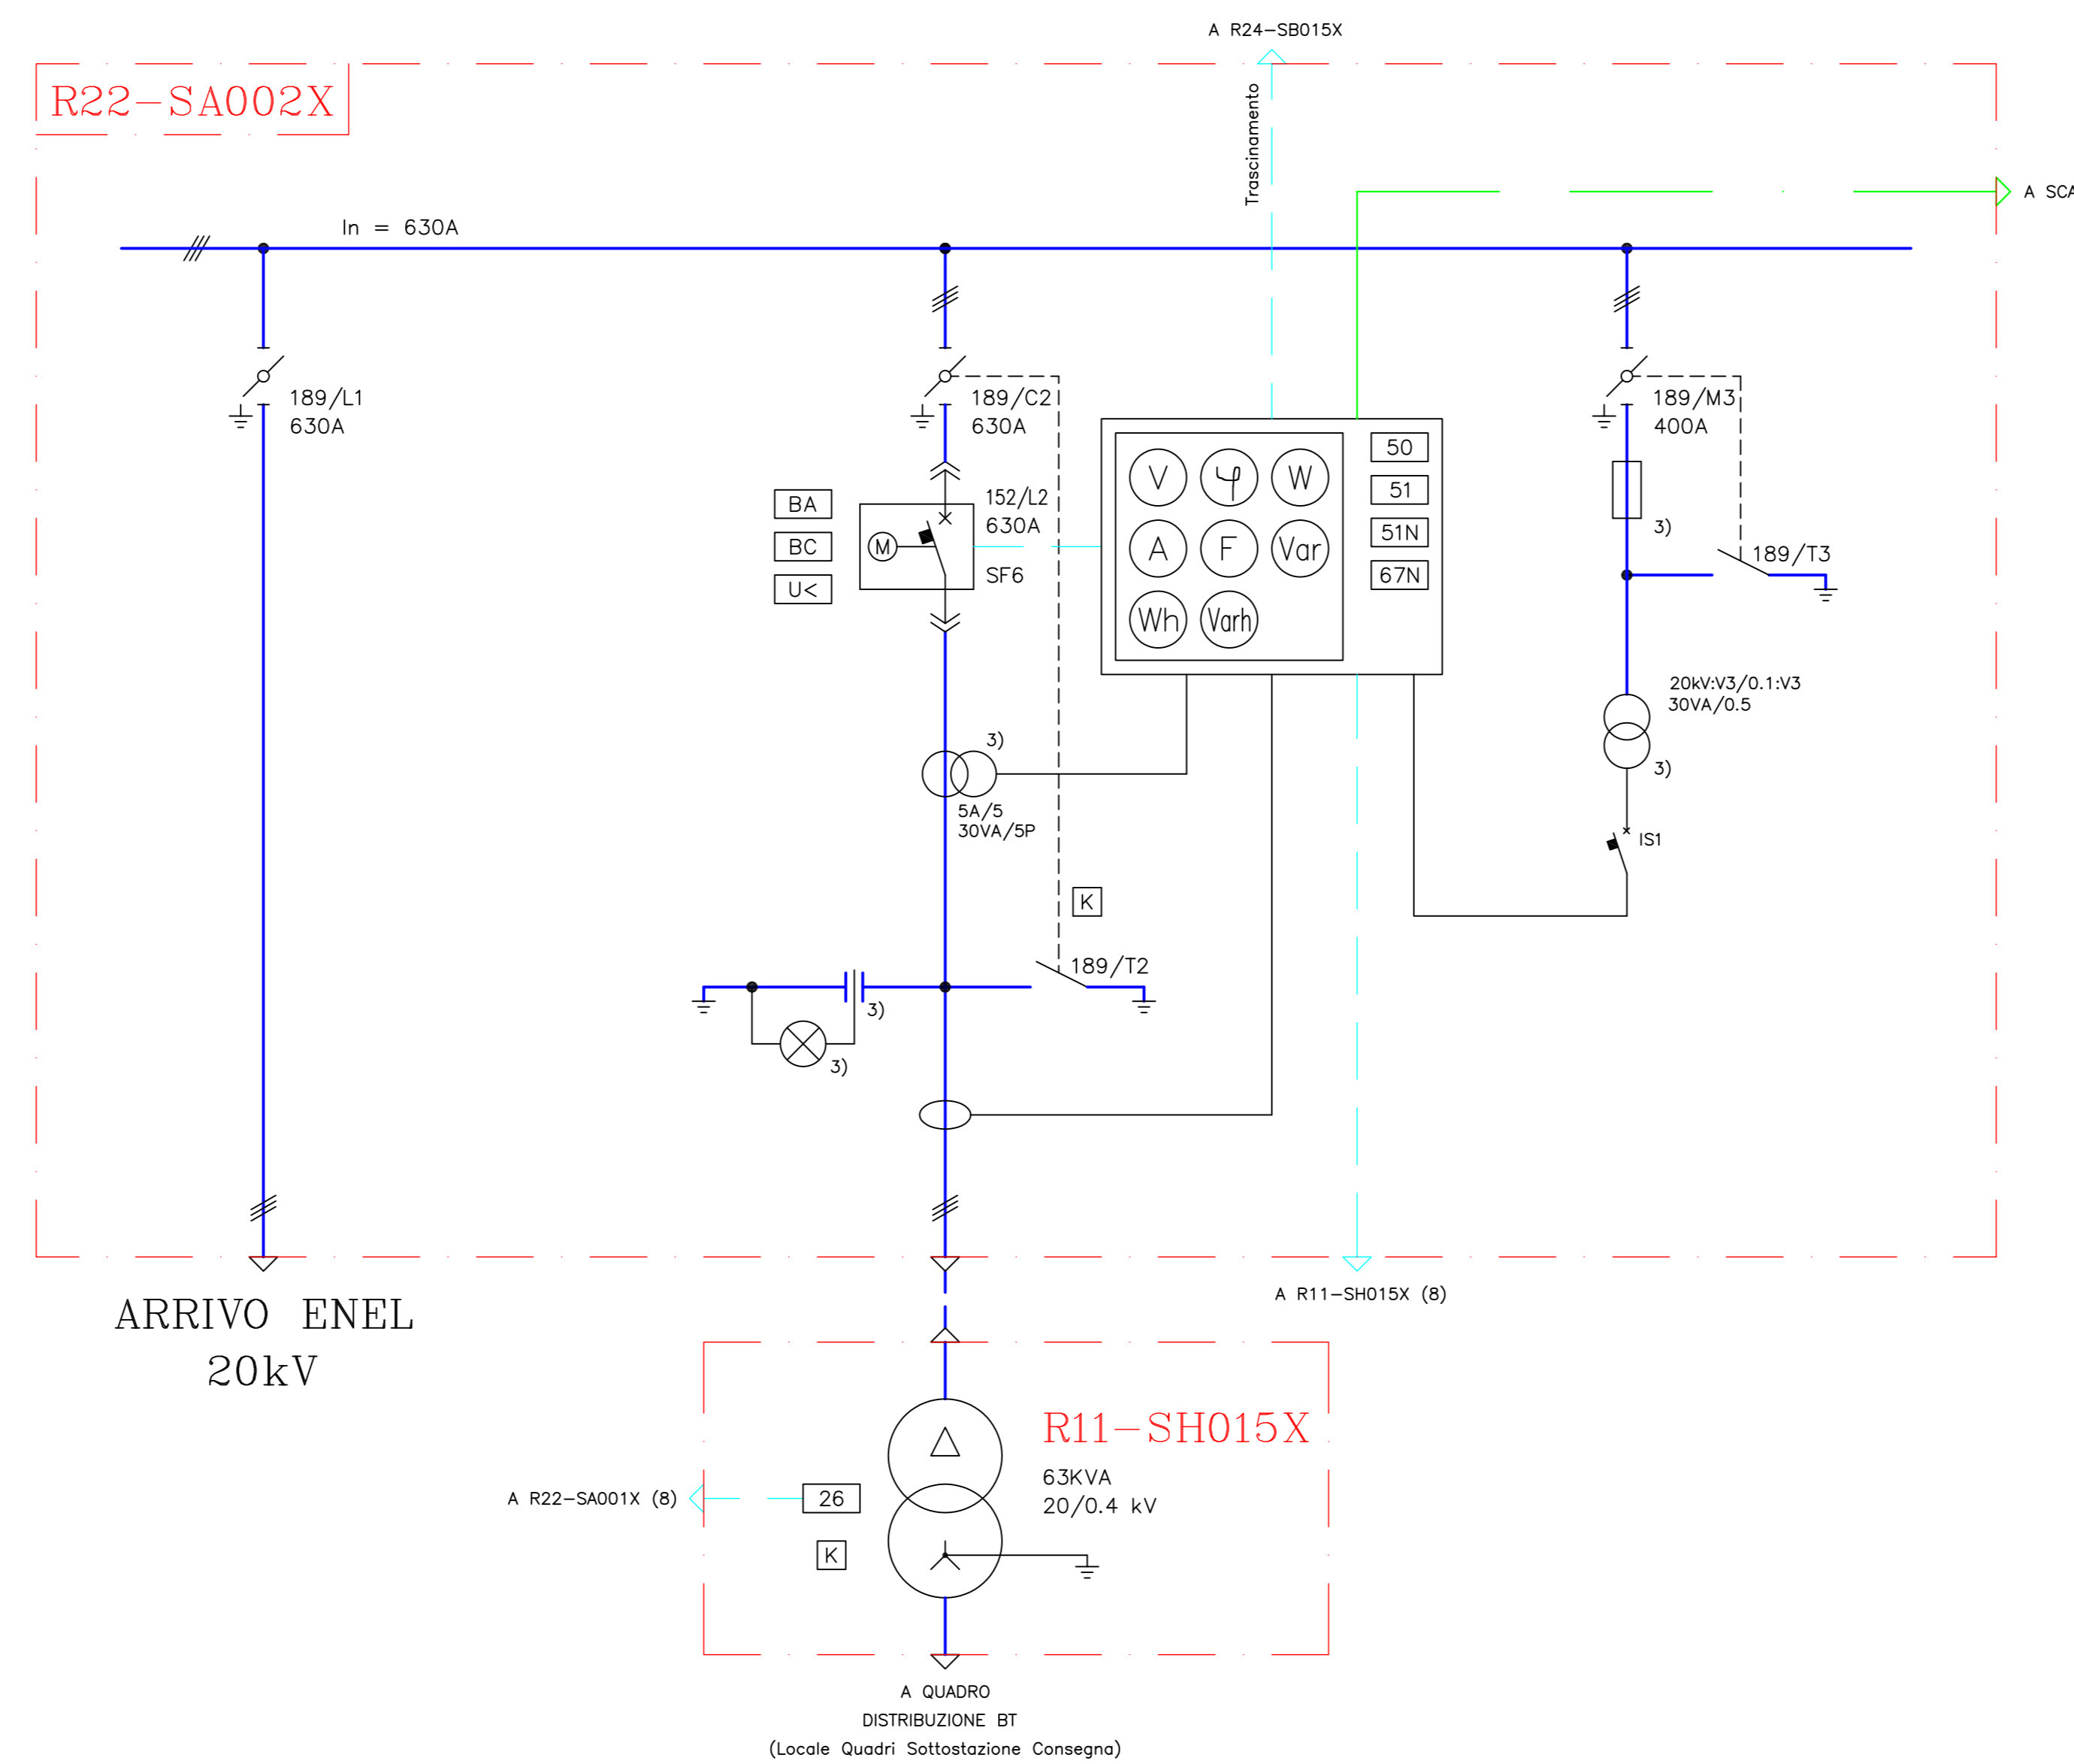 A R24-SB015X
R22-SA002X
Trascinamento
A SCA
In = 630A
189/L1
630A
189/C2
630A
189/M3
400A
BA
BC
U<
M
152/L2
630A
SF6
V φ W
A F Var
Wh Varh
50
51
51N
67N
3)
189/T3
20kV:V3/0.1:V3
30VA/0.5
3)
IS1
3)
5A/5
30VA/5P
K
189/T2
3)
3)
A R11-SH015X (8)
ARRIVO ENEL
20kV
R11-SH015X
63KVA
20/0.4 kV
A R22-SA001X (8)
26
K
A QUADRO
DISTRIBUZIONE BT
(Locale Quadri Sottostazione Consegna)